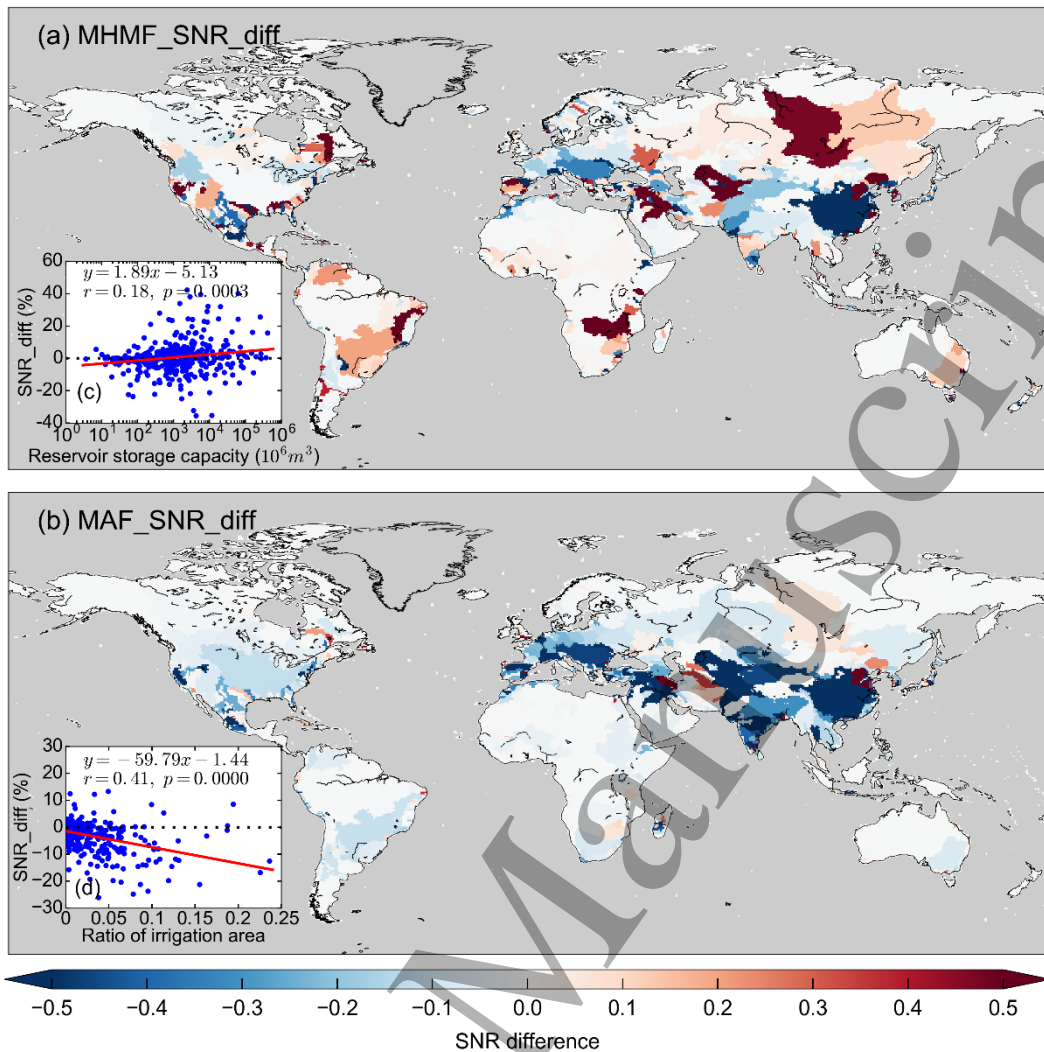 (a) MHMF_SNR_diff
60
40
20
0
−20
−40
SNR_diff (%)
y = 1.89x − 5.13
r = 0.18, p = 0.0003
(c)
10^0 10^1 10^2 10^3 10^4 10^5 10^6
Reservoir storage capacity (10^6 m^3)
(b) MAF_SNR_diff
30
20
10
0
−10
−20
−30
SNR_diff (%)
y = −59.79x − 1.44
r = 0.41, p = 0.0000
(d)
0 0.05 0.1 0.15 0.2 0.25
Ratio of irrigation area
Manuscrip
−0.5 −0.4 −0.3 −0.2 −0.1 0.0 0.1 0.2 0.3 0.4 0.5
SNR difference